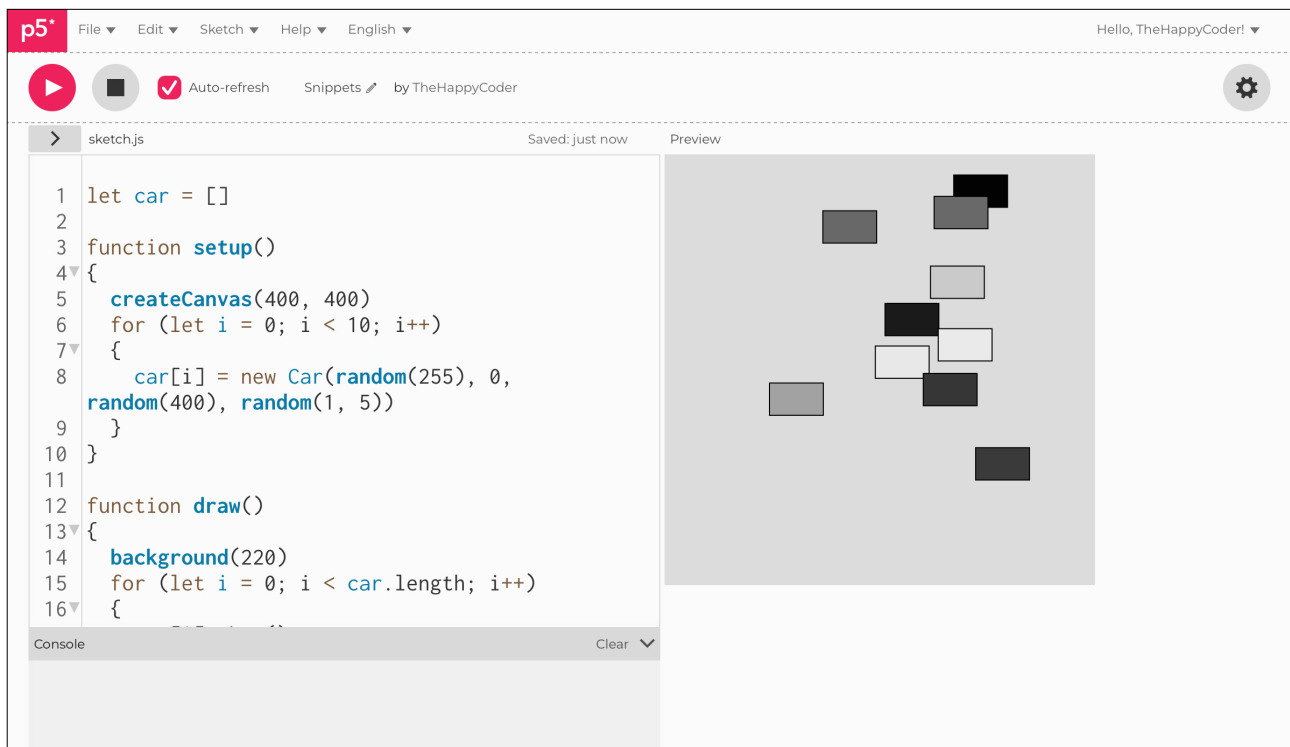 p5* File Edit Sketch Help English Hello, TheHappyCoder!
Auto-refresh Snippets by TheHappyCoder
sketch.js Saved: just now Preview
1 let car = []
2
3 function setup()
4 {
5 createCanvas(400, 400)
6 for (let i = 0; i < 10; i++)
7 {
8 car[i] = new Car(random(255), 0,
random(400), random(1, 5))
9 }
10 }
11
12 function draw()
13 {
14 background(220)
15 for (let i = 0; i < car.length; i++)
16 {
Console Clear